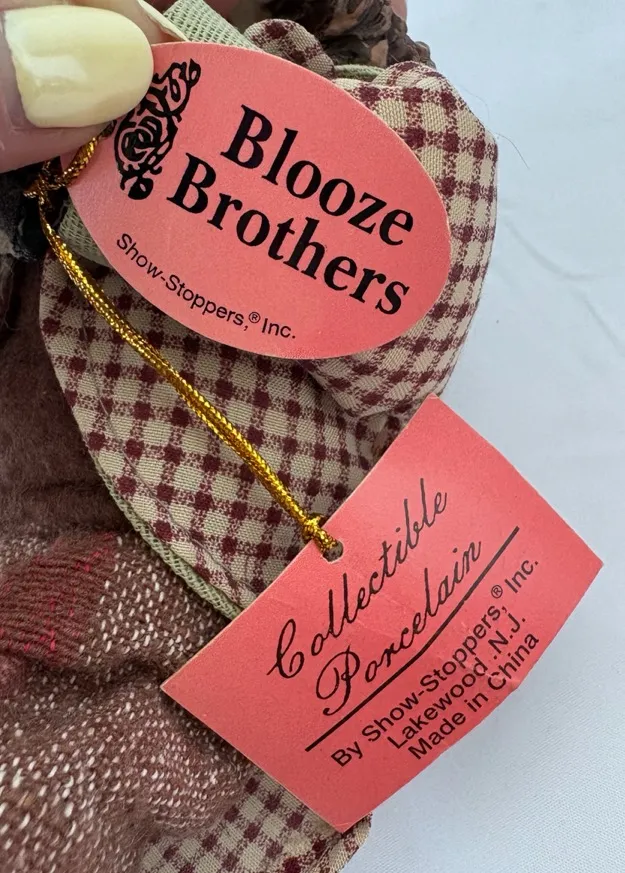 Blooze
Brothers
Show-Stoppers,® Inc.
Collectible
Porcelain
By Show-Stoppers,® Inc.
Lakewood .N.J.
Made in China